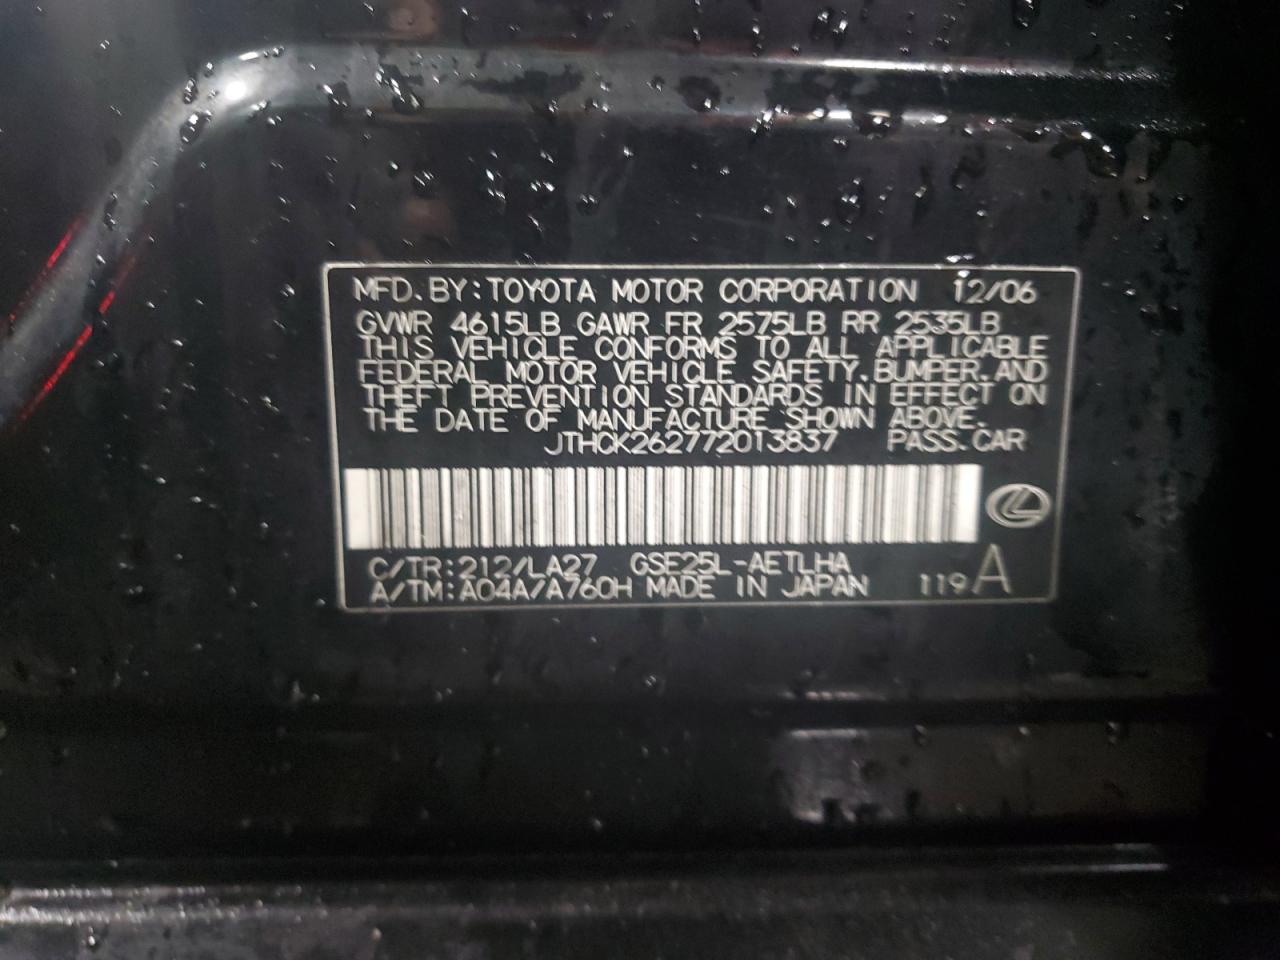 MFD. BY: TOYOTA MOTOR CORPORATION 12/06
GVWR 4615LB GAWR FR 2575LB RR 2535LB
THIS VEHICLE CONFORMS TO ALL APPLICABLE
FEDERAL MOTOR VEHICLE SAFETY, BUMPER, AND
THEFT PREVENTION STANDARDS IN EFFECT ON
THE DATE OF MANUFACTURE SHOWN ABOVE.
JTHCK262772013837 PASS. CAR
C/TR: 212/LA27 GSE25L-AETLHA
A/TM: A04A/A760H MADE IN JAPAN 119A